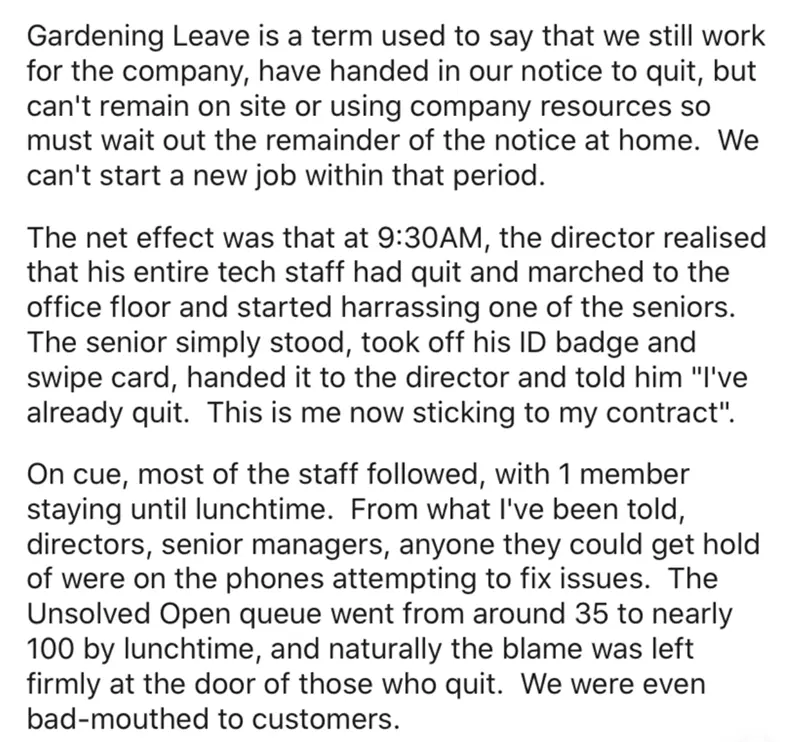 Gardening Leave is a term used to say that we still work
for the company, have handed in our notice to quit, but
can't remain on site or using company resources so
must wait out the remainder of the notice at home.  We
can't start a new job within that period.
The net effect was that at 9:30AM, the director realised
that his entire tech staff had quit and marched to the
office floor and started harrassing one of the seniors.
The senior simply stood, took off his ID badge and
swipe card, handed it to the director and told him "I've
already quit.  This is me now sticking to my contract".
On cue, most of the staff followed, with 1 member
staying until lunchtime.  From what I've been told,
directors, senior managers, anyone they could get hold
of were on the phones attempting to fix issues.  The
Unsolved Open queue went from around 35 to nearly
100 by lunchtime, and naturally the blame was left
firmly at the door of those who quit.  We were even
bad-mouthed to customers.